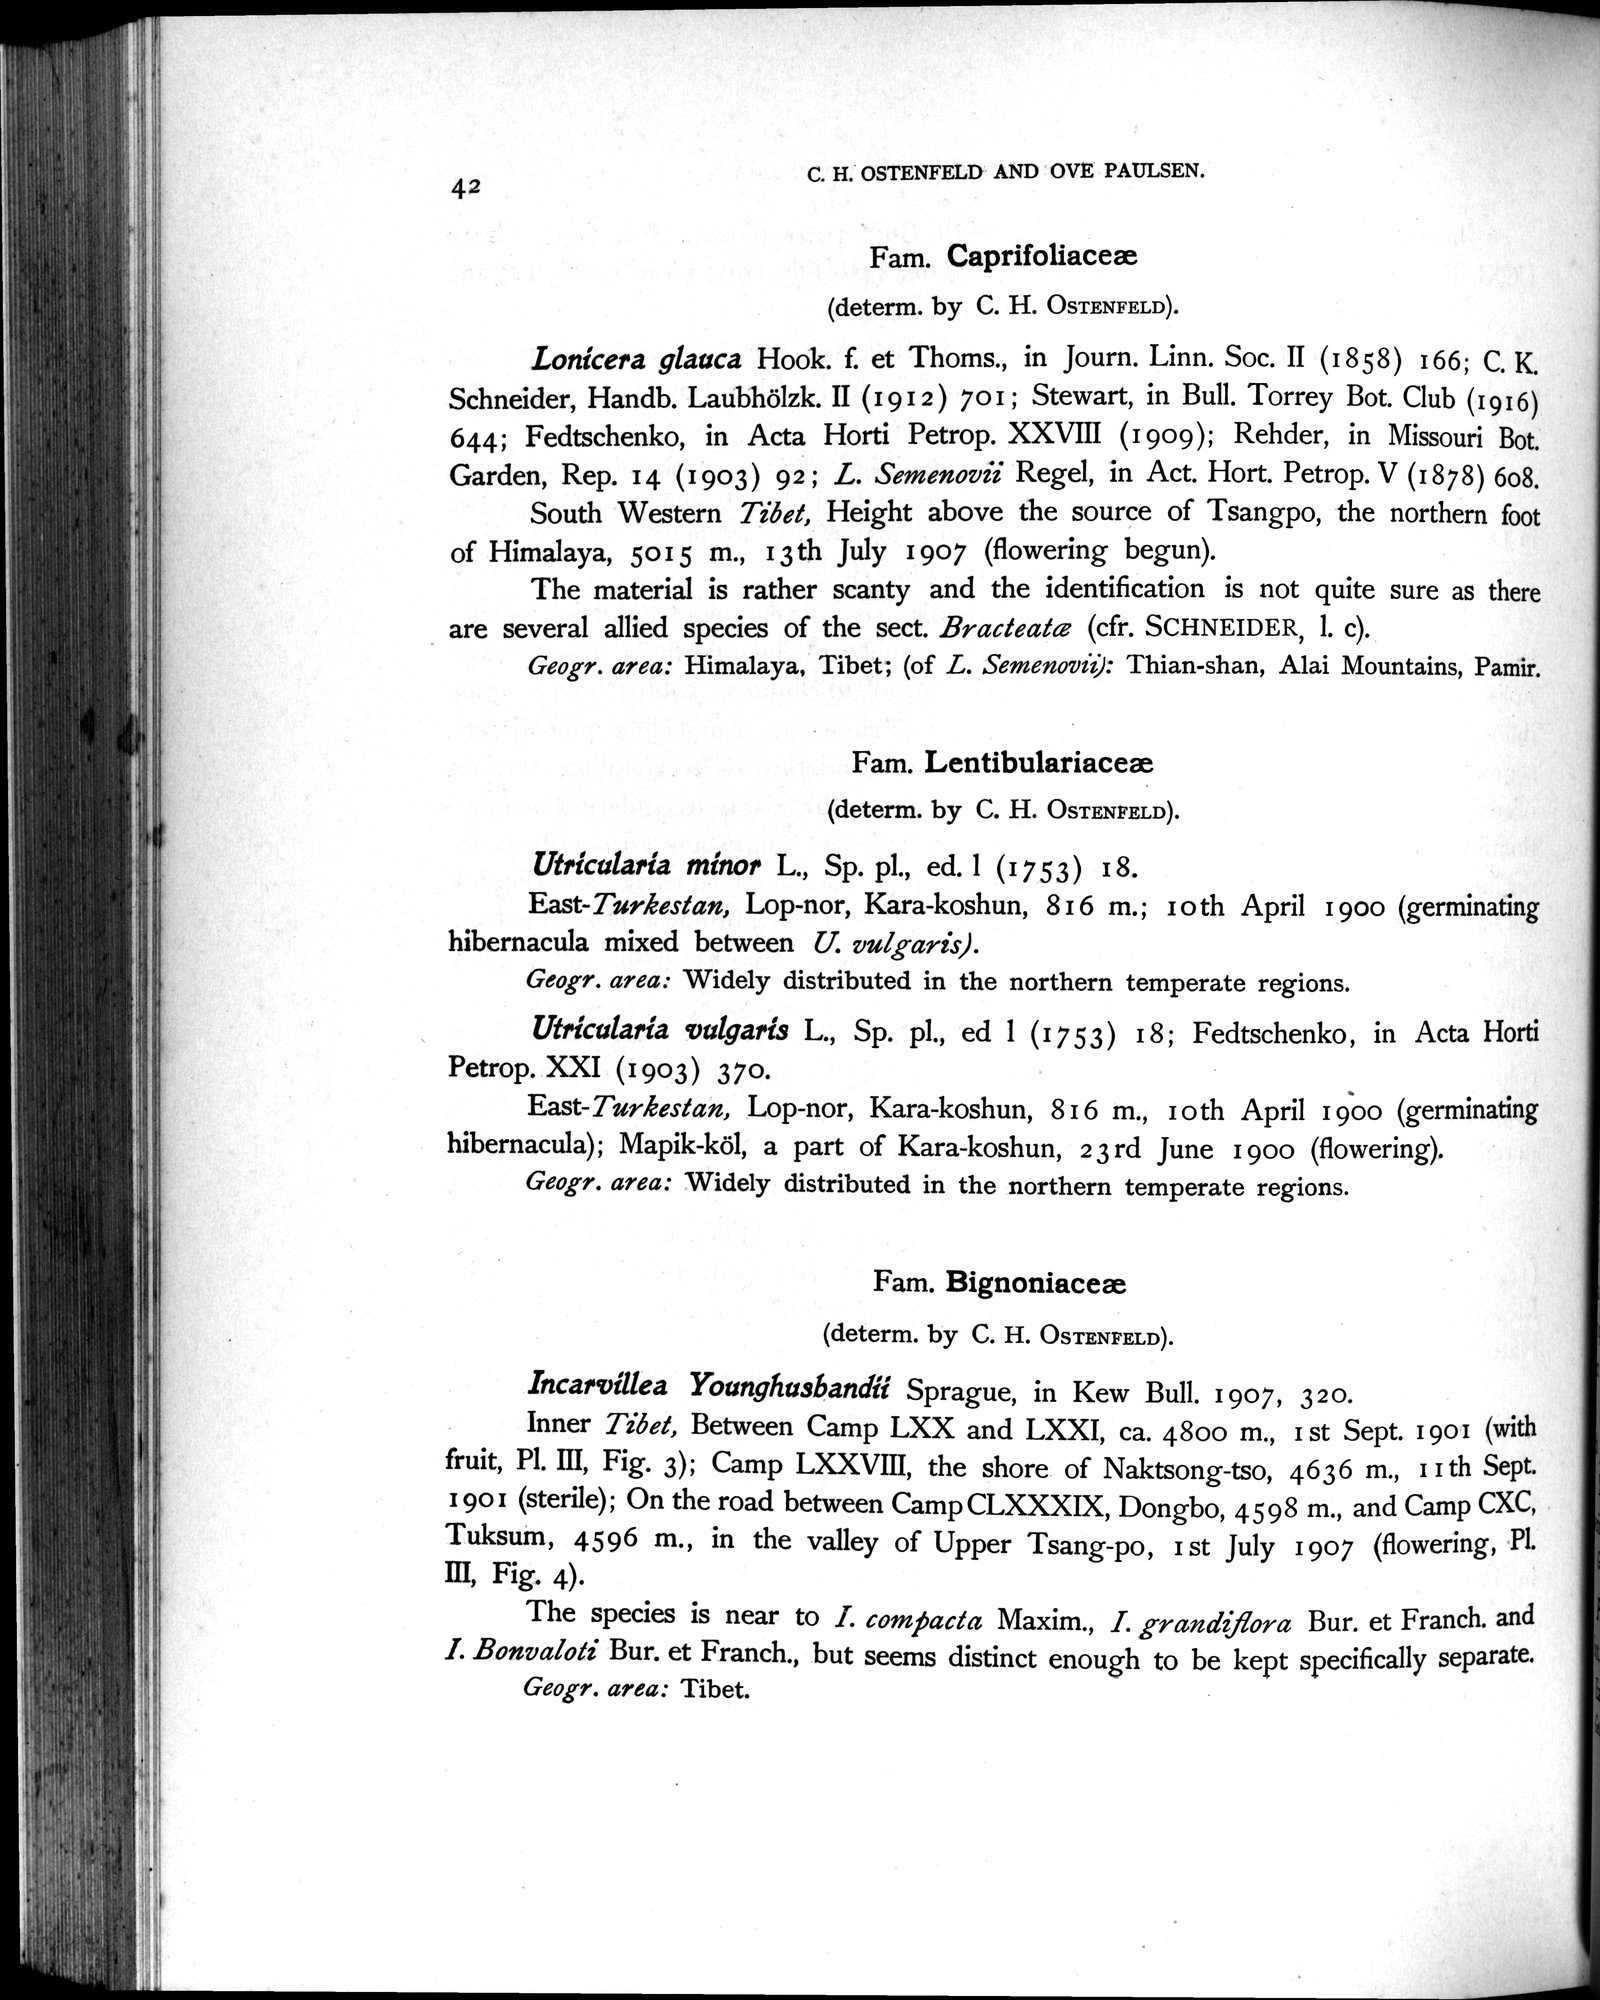 42
C. H. OSTENFELD AND OVE PAULSEN.
Fam. Caprifoliaceæ
(determ. by C. H. OSTENFELD).
Lonicera glauca Hook. f. et Thoms., in Journ. Linn. Soc. II (1858) 166; C. K.
Schneider, Handb. Laubhölzk. II (1912) 701; Stewart, in Bull. Torrey Bot. Club (1916)
644; Fedtschenko, in Acta Horti Petrop. XXVIII (1909); Rehder, in Missouri Bot.
Garden, Rep. 14 (1903) 92; L. Semenovii Regel, in Act. Hort. Petrop. V (1878) 608.
South Western Tibet, Height above the source of Tsangpo, the northern foot
of Himalaya, 5015 m., 13th July 1907 (flowering begun).
The material is rather scanty and the identification is not quite sure as there
are several allied species of the sect. Bracteatæ (cfr. SCHNEIDER, l. c).
Geogr. area: Himalaya, Tibet; (of L. Semenovii): Thian-shan, Alai Mountains, Pamir.
Fam. Lentibulariaceæ
(determ. by C. H. OSTENFELD).
Utricularia minor L., Sp. pl., ed. 1 (1753) 18.
East-Turkestan, Lop-nor, Kara-koshun, 816 m.; 10th April 1900 (germinating
hibernacula mixed between U. vulgaris).
Geogr. area: Widely distributed in the northern temperate regions.
Utricularia vulgaris L., Sp. pl., ed 1 (1753) 18; Fedtschenko, in Acta Horti
Petrop. XXI (1903) 370.
East-Turkestan, Lop-nor, Kara-koshun, 816 m., 10th April 1900 (germinating
hibernacula); Mapik-köl, a part of Kara-koshun, 23rd June 1900 (flowering).
Geogr. area: Widely distributed in the northern temperate regions.
Fam. Bignoniaceæ
(determ. by C. H. OSTENFELD).
Incarvillea Younghusbandii Sprague, in Kew Bull. 1907, 320.
Inner Tibet, Between Camp LXX and LXXI, ca. 4800 m., 1st Sept. 1901 (with
fruit, Pl. III, Fig. 3); Camp LXXVIII, the shore of Naktsong-tso, 4636 m., 11th Sept.
1901 (sterile); On the road between Camp CLXXXIX, Dongbo, 4598 m., and Camp CXC,
Tuksum, 4596 m., in the valley of Upper Tsang-po, 1st July 1907 (flowering, Pl.
III, Fig. 4).
The species is near to I. compacta Maxim., I. grandiflora Bur. et Franch. and
I. Bonvaloti Bur. et Franch., but seems distinct enough to be kept specifically separate.
Geogr. area: Tibet.